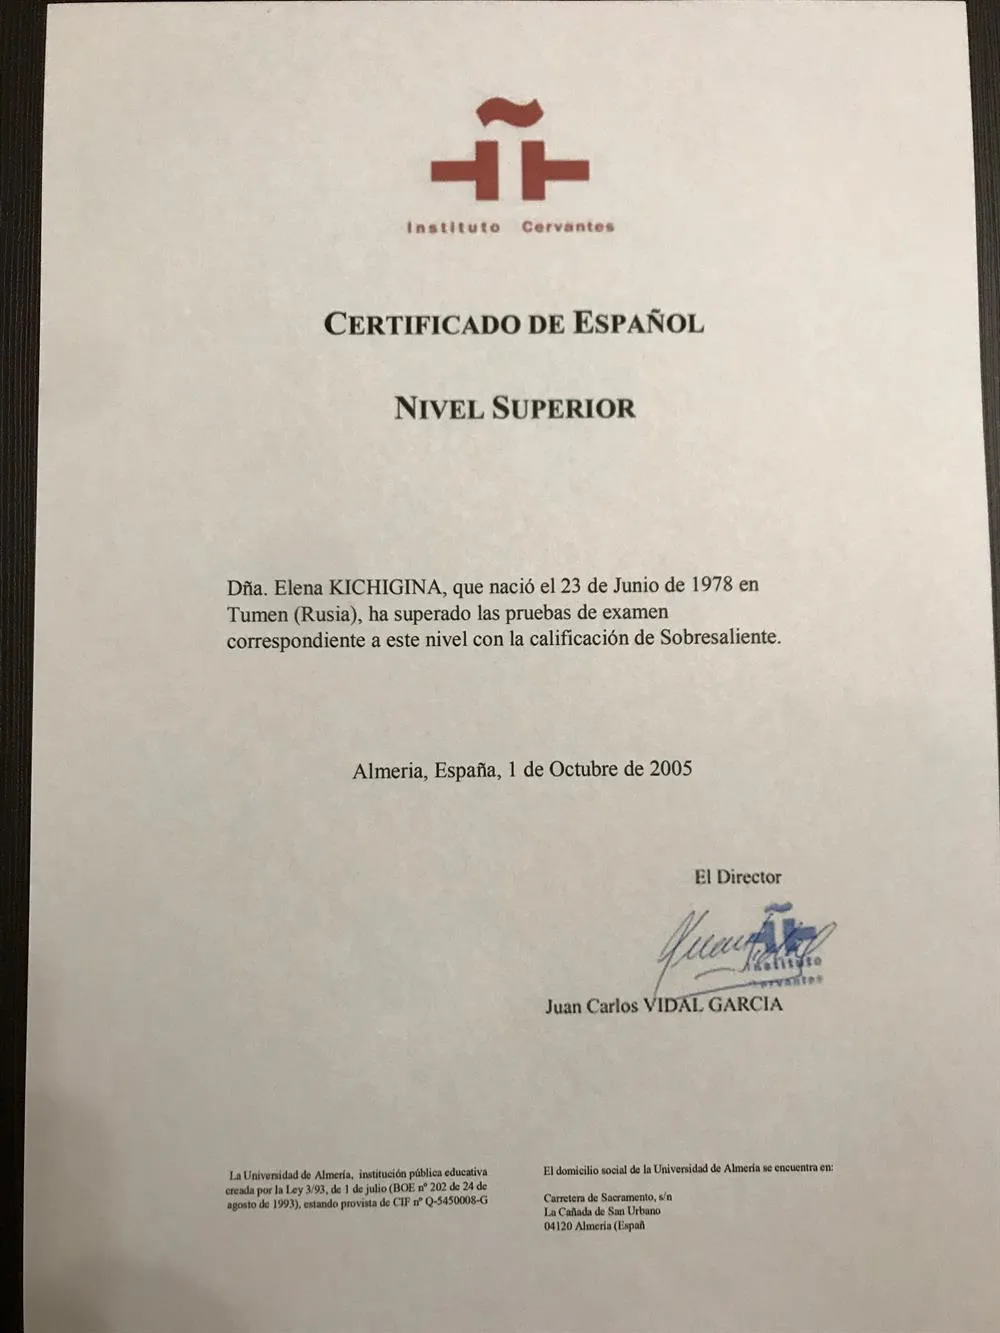 Instituto Cervantes
CERTIFICADO DE ESPAÑOL
NIVEL SUPERIOR
Dña. Elena KICHIGINA, que nació el 23 de Junio de 1978 en
Tumen (Rusia), ha superado las pruebas de examen
correspondiente a este nivel con la calificación de Sobresaliente.
Almeria, España, 1 de Octubre de 2005
El Director
Instituto
Cervantes
Juan Carlos VIDAL GARCIA
La Universidad de Almería, institución pública educativa
creada por la Ley 3/93, de 1 de julio (BOE nº 202 de 24 de
agosto de 1993), estando provista de CIF nº Q-5450008-G
El domicilio social de la Universidad de Almería se encuentra en:
Carretera de Sacramento, s/n
La Cañada de San Urbano
04120 Almería (Españ